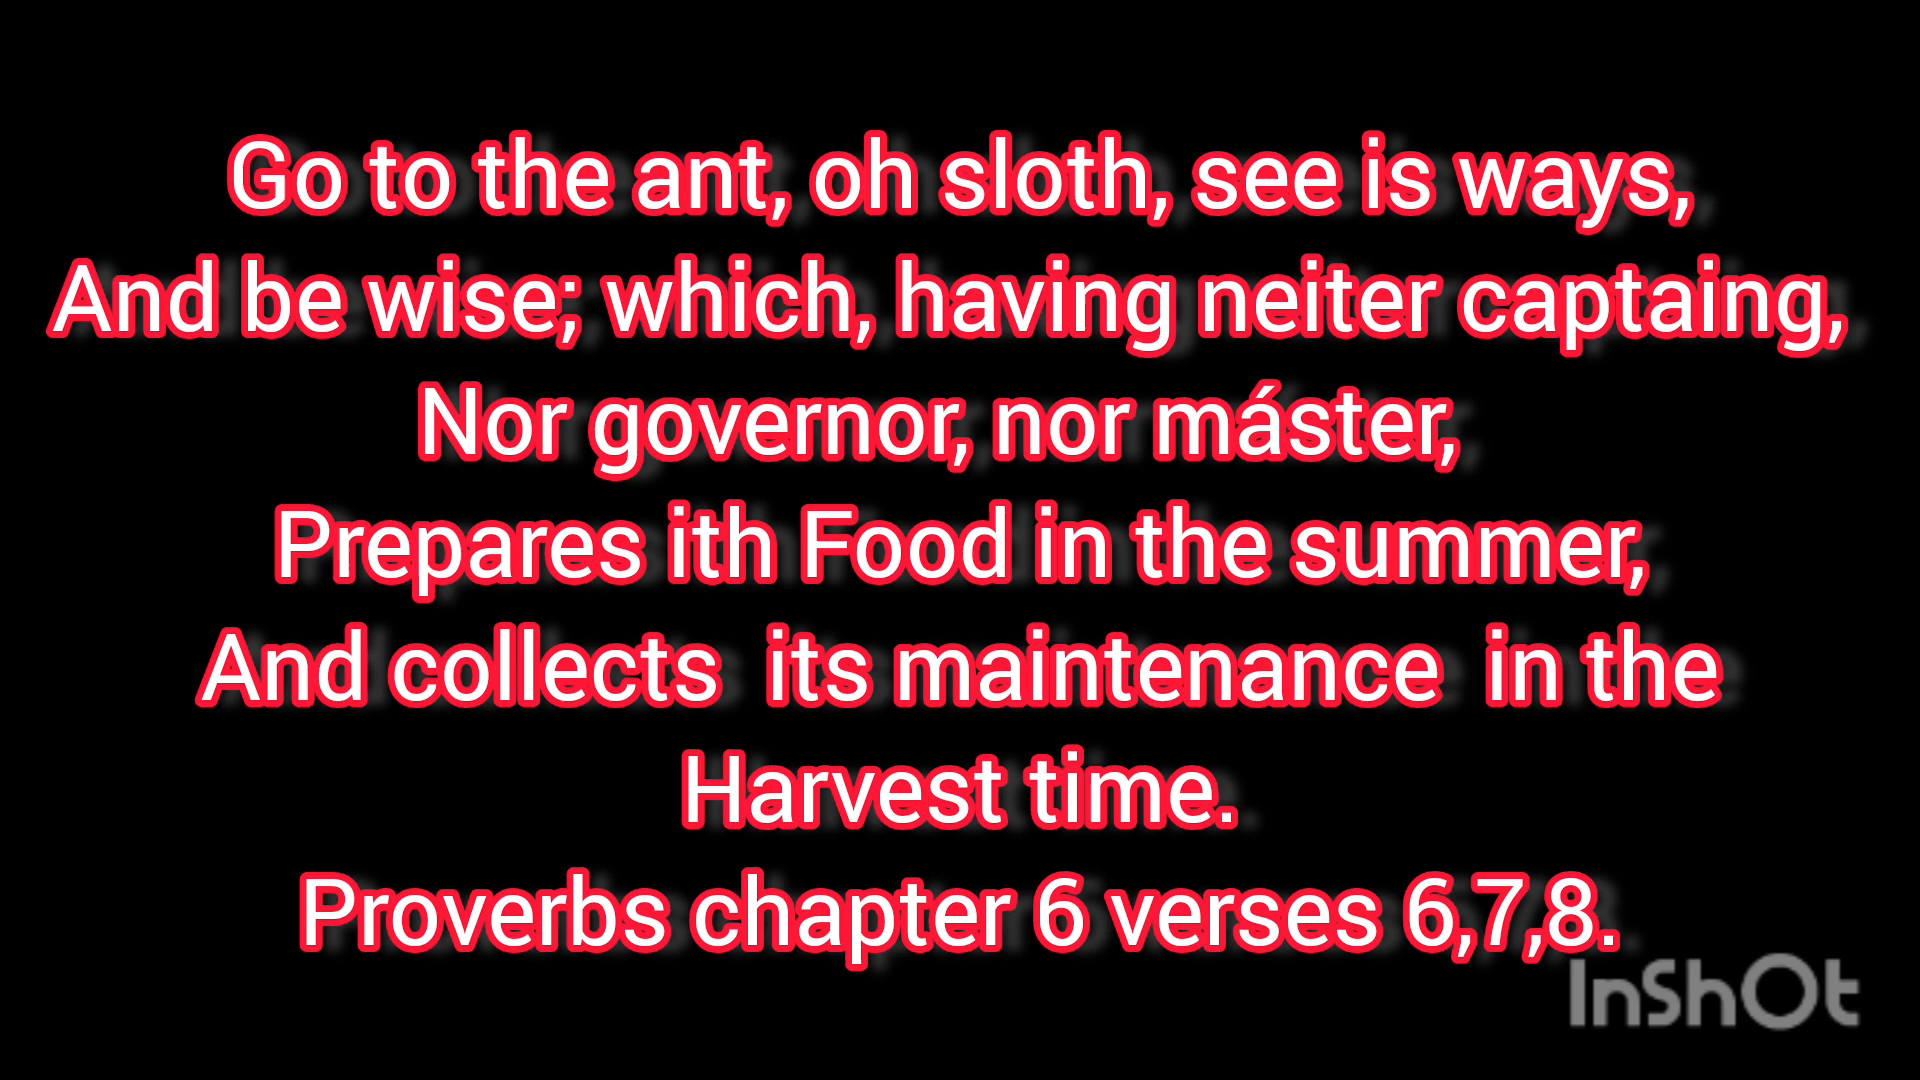 Go to the ant, oh sloth, see is ways,
And be wise; which, having neiter captaing,
Nor governor, nor máster,
Prepares ith Food in the summer,
And collects  its maintenance  in the
Harvest time.
Proverbs chapter 6 verses 6,7,8.
InShOt